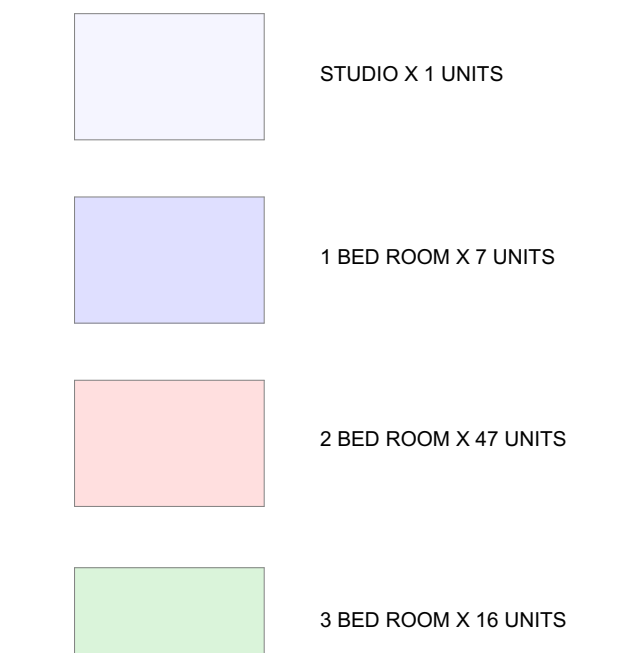 STUDIO X 1 UNITS
1 BED ROOM X 7 UNITS
2 BED ROOM X 47 UNITS
3 BED ROOM X 16 UNITS